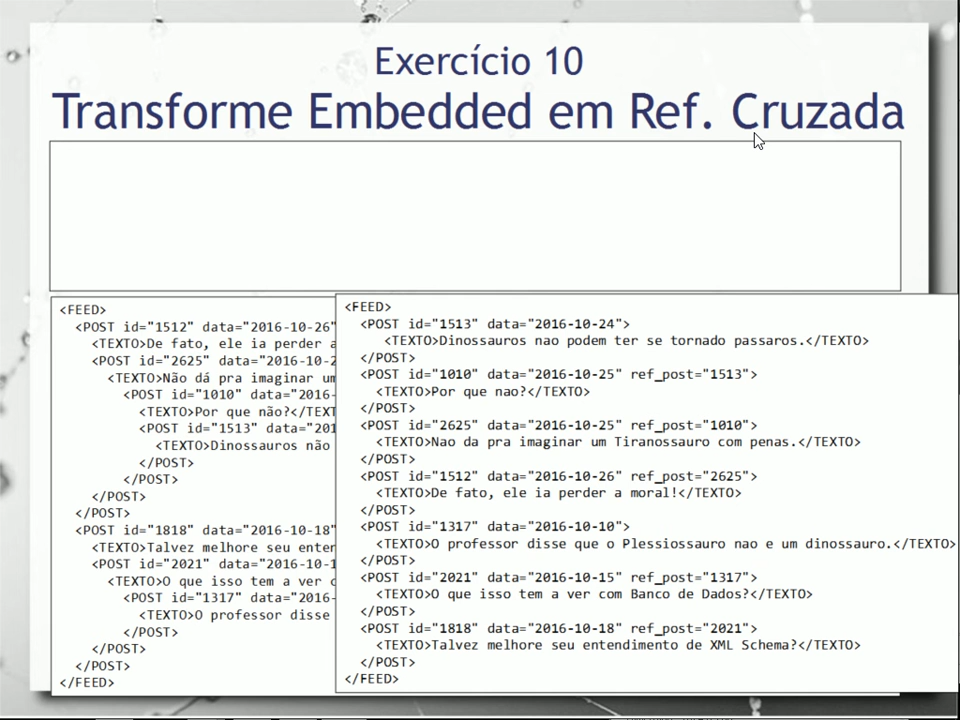 Exercício 10
Transforme Embedded em Ref. Cruzada
<FEED>
<POST id="1512" data="2016-10-26"
<TEXTO>De fato, ele ia perder a
<POST id="2625" data="2016-10-2
<TEXTO>Não dá pra imaginar um
<POST id="1010" data="2016-
<TEXTO>Por que não?</TEXT
<POST id="1513" data="201
<TEXTO>Dinossauros não
</POST>
</POST>
</POST>
</POST>
<POST id="1818" data="2016-10-18"
<TEXTO>Talvez melhore seu enten
<POST id="2021" data="2016-10-1
<TEXTO>O que isso tem a ver c
<POST id="1317" data="2016-
<TEXTO>O professor disse
</POST>
</POST>
</POST>
</FEED>
<FEED>
<POST id="1513" data="2016-10-24">
<TEXTO>Dinossauros nao podem ter se tornado passaros.</TEXTO>
</POST>
<POST id="1010" data="2016-10-25" ref_post="1513">
<TEXTO>Por que nao?</TEXTO>
</POST>
<POST id="2625" data="2016-10-25" ref_post="1010">
<TEXTO>Nao da pra imaginar um Tiranossauro com penas.</TEXTO>
</POST>
<POST id="1512" data="2016-10-26" ref_post="2625">
<TEXTO>De fato, ele ia perder a moral!</TEXTO>
</POST>
<POST id="1317" data="2016-10-10">
<TEXTO>O professor disse que o Plessiossauro nao e um dinossauro.</TEXTO>
</POST>
<POST id="2021" data="2016-10-15" ref_post="1317">
<TEXTO>O que isso tem a ver com Banco de Dados?</TEXTO>
</POST>
<POST id="1818" data="2016-10-18" ref_post="2021">
<TEXTO>Talvez melhore seu entendimento de XML Schema?</TEXTO>
</POST>
</FEED>